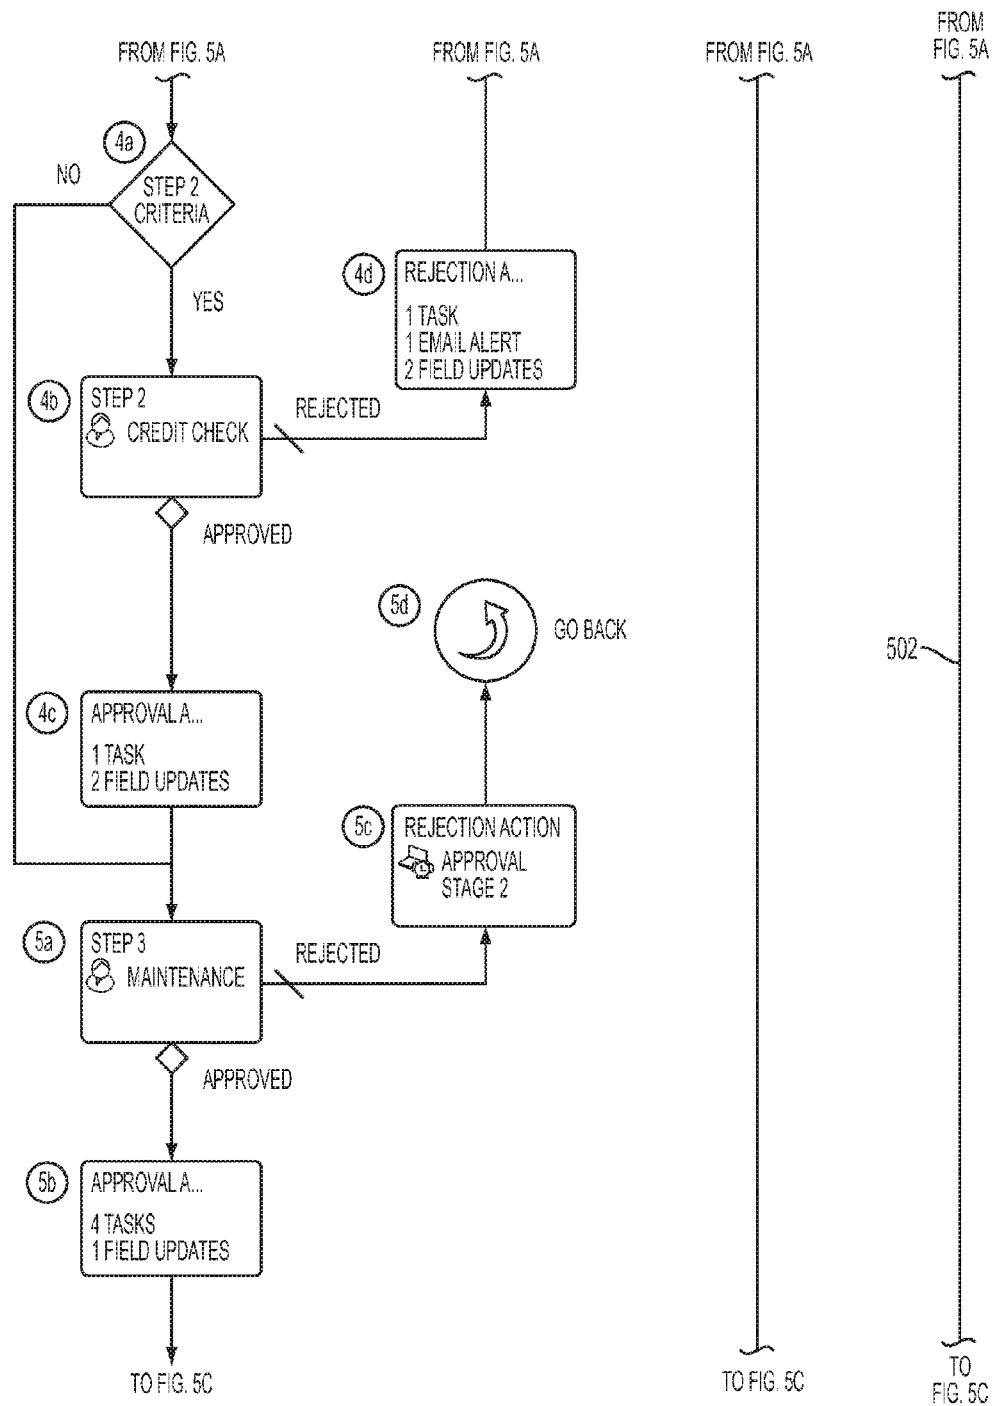 FROM FIG. 5A
FROM FIG. 5A
FROM FIG. 5A
FROM
FIG. 5A
4a
NO
STEP 2
CRITERIA
YES
4d
REJECTION A...
1 TASK
1 EMAIL ALERT
2 FIELD UPDATES
4b
STEP 2
CREDIT CHECK
REJECTED
APPROVED
5d
GO BACK
502
4c
APPROVAL A...
1 TASK
2 FIELD UPDATES
5c
REJECTION ACTION
APPROVAL
STAGE 2
5a
STEP 3
MAINTENANCE
REJECTED
APPROVED
5b
APPROVAL A...
4 TASKS
1 FIELD UPDATES
TO FIG. 5C
TO FIG. 5C
TO
FIG. 5C